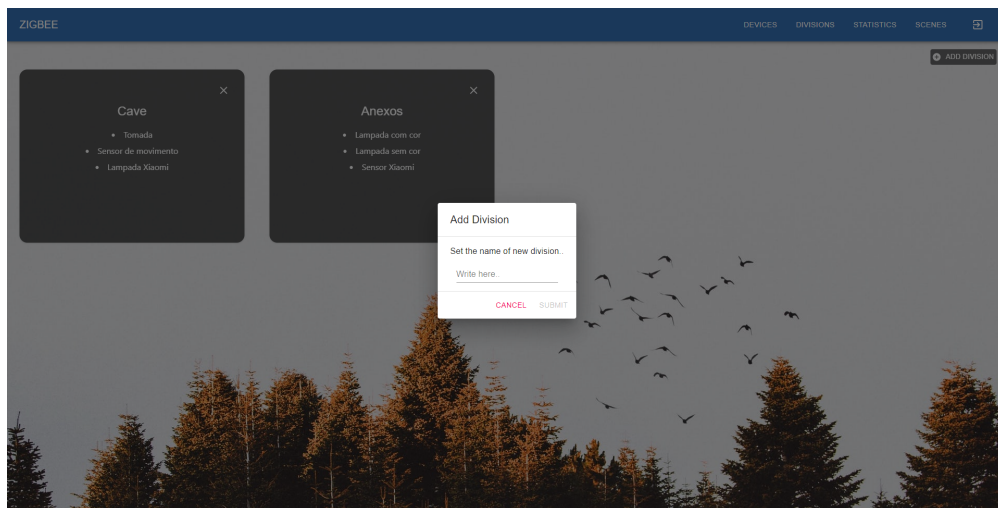 ZIGBEE
DEVICES
DIVISIONS
STATISTICS
SCENES
ADD DIVISION
Cave
• Tomada
• Sensor de movimento
• Lampada Xiaomi
Anexos
• Lampada com cor
• Lampada sem cor
• Sensor Xiaomi
Add Division
Set the name of new division..
Write here..
CANCEL
SUBMIT